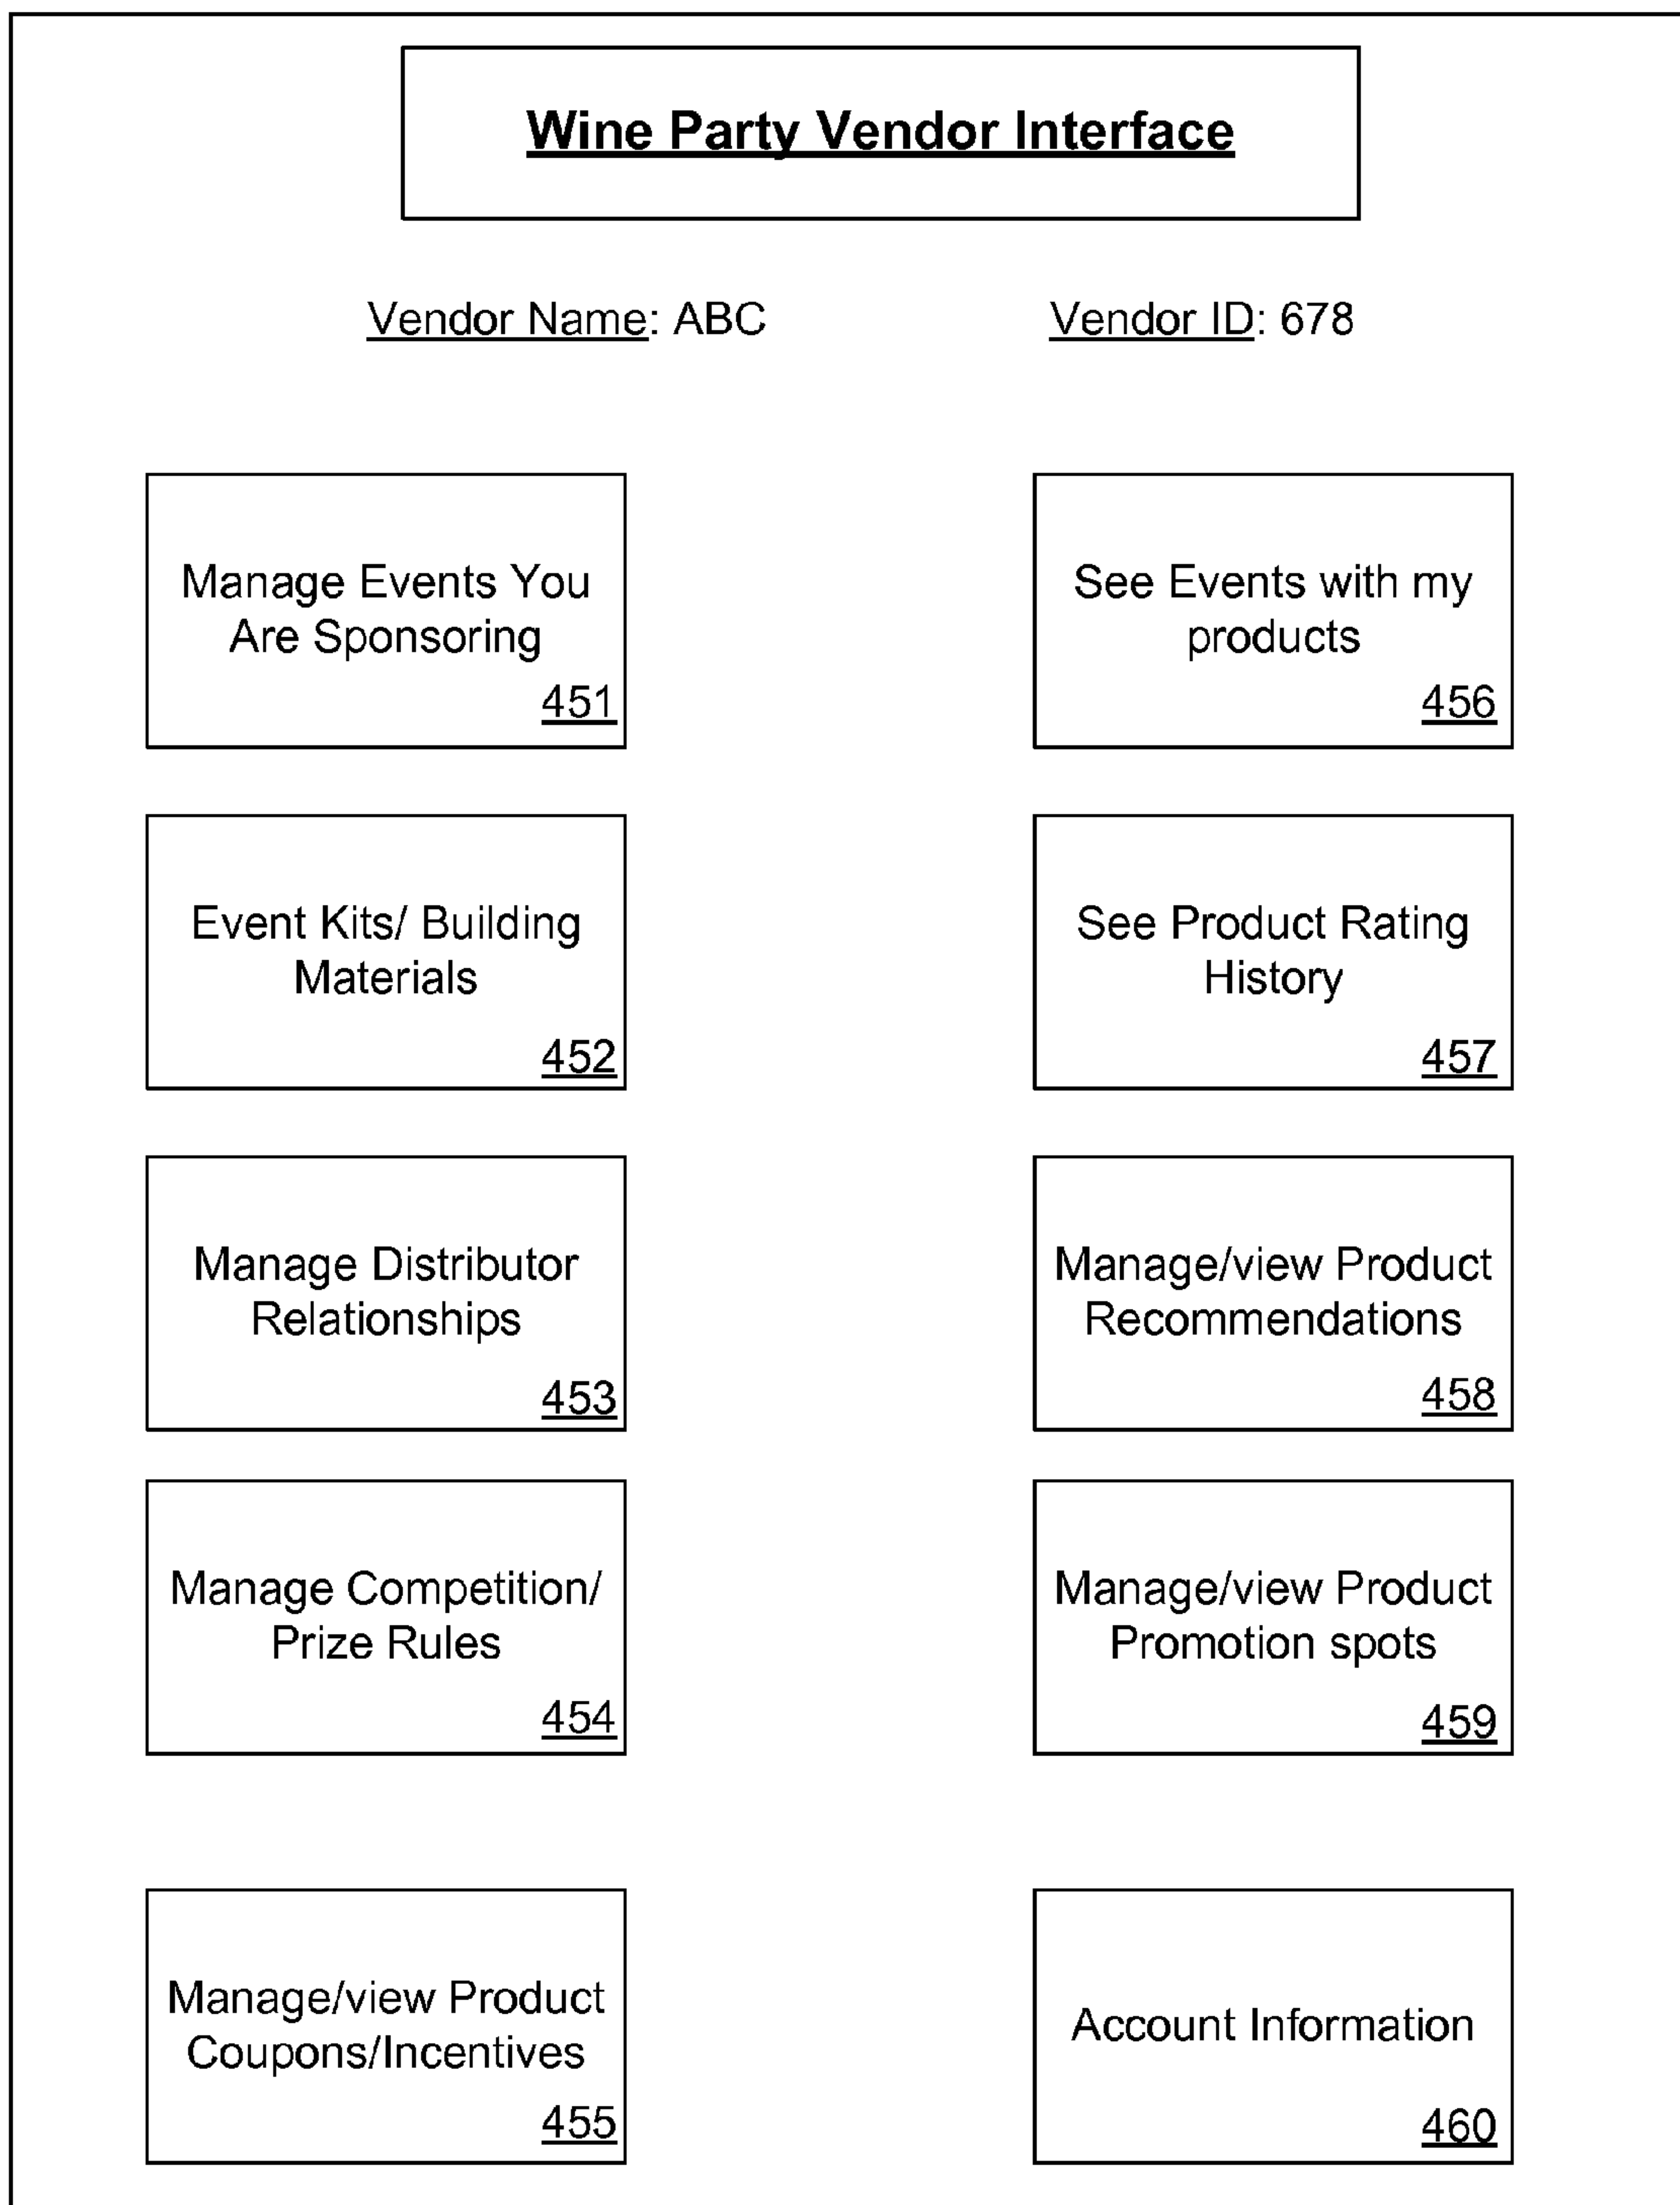 Wine Party Vendor Interface
Vendor Name: ABC
Vendor ID: 678
Manage Events You
Are Sponsoring
451
See Events with my
products
456
Event Kits/ Building
Materials
452
See Product Rating
History
457
Manage Distributor
Relationships
453
Manage/view Product
Recommendations
458
Manage Competition/
Prize Rules
454
Manage/view Product
Promotion spots
459
Manage/view Product
Coupons/Incentives
455
Account Information
460